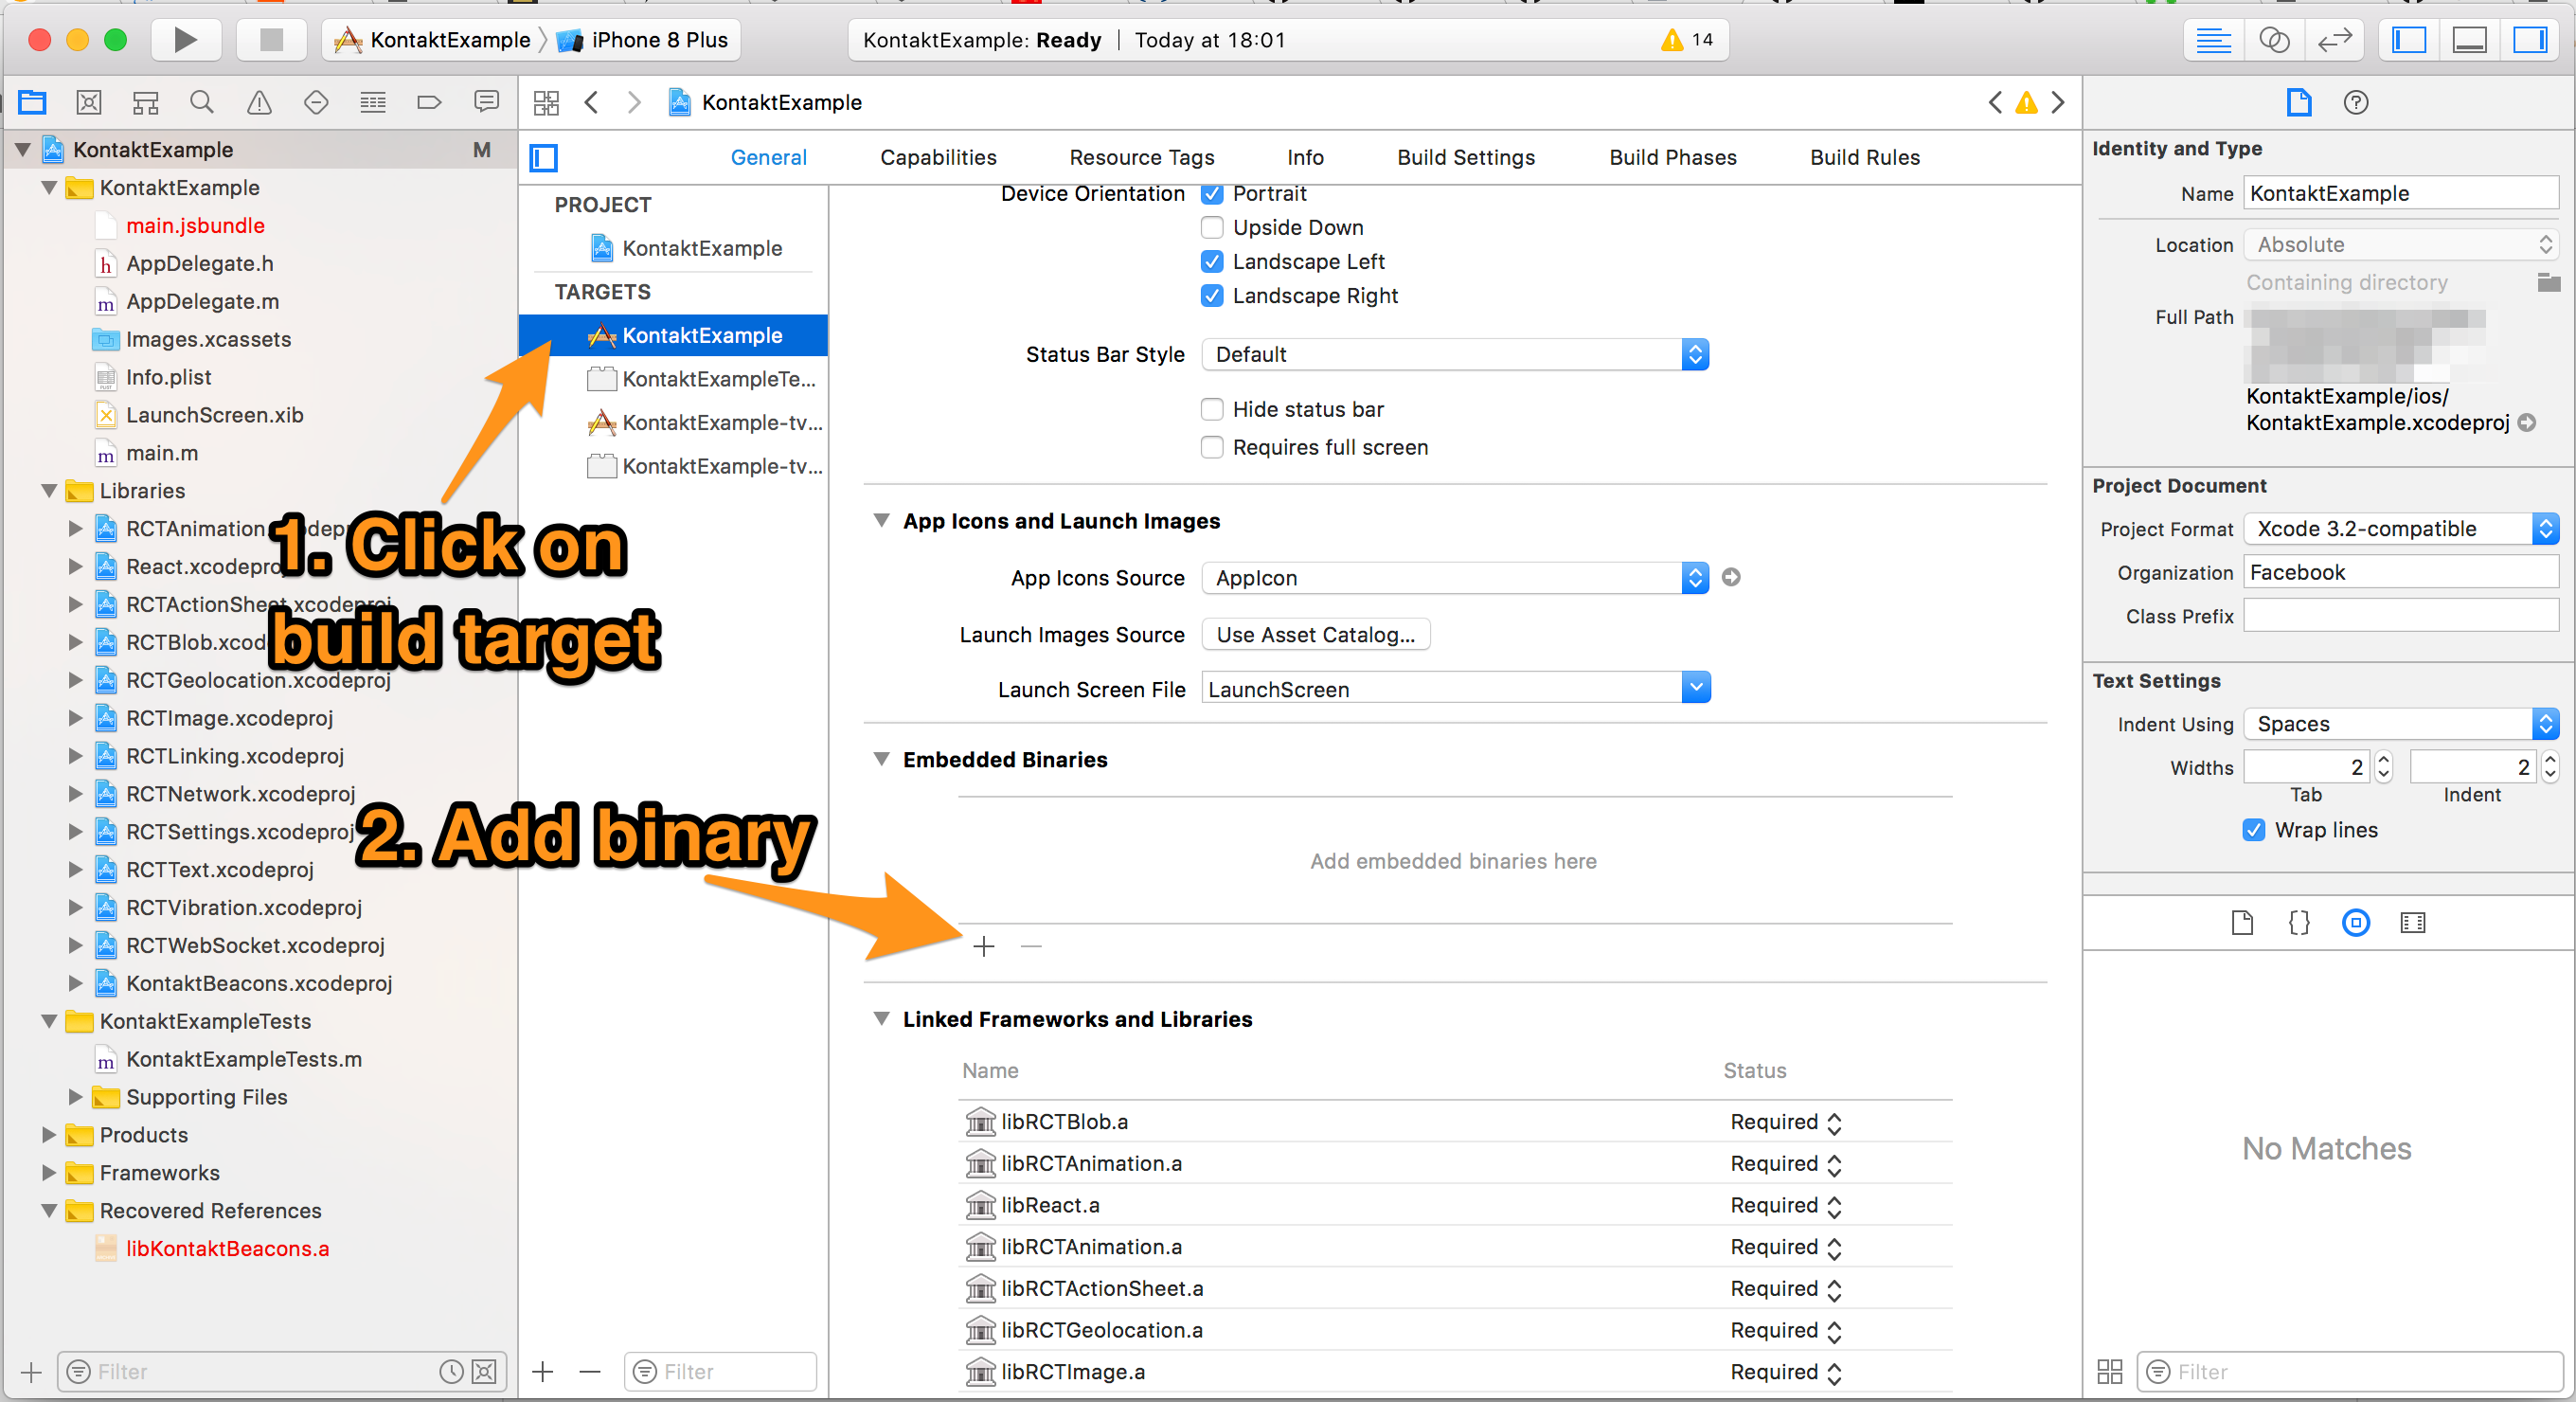 KontaktExample
iPhone 8 Plus
KontaktExample: Ready
Today at 18:01
14
KontaktExample
KontaktExample
M
KontaktExample
main.jsbundle
AppDelegate.h
AppDelegate.m
Images.xcassets
Info.plist
LaunchScreen.xib
main.m
Libraries
React.xcodeproj
RCTActionSheet.xcodeproj
RCTGeolocation.xcodeproj
RCTImage.xcodeproj
RCTLinking.xcodeproj
RCTNetwork.xcodeproj
RCTSettings.xcodeproj
RCTText.xcodeproj
RCTVibration.xcodeproj
RCTWebSocket.xcodeproj
KontaktBeacons.xcodeproj
KontaktExampleTests
KontaktExampleTests.m
Supporting Files
Products
Frameworks
Recovered References
libKontaktBeacons.a
Filter
General
Capabilities
Resource Tags
Info
Build Settings
Build Phases
Build Rules
PROJECT
KontaktExample
TARGETS
KontaktExample
KontaktExampleTe...
KontaktExample-tv...
KontaktExample-tv...
1. Click on
build target
2. Add binary
Filter
Device Orientation
Portrait
Upside Down
Landscape Left
Landscape Right
Status Bar Style
Default
Hide status bar
Requires full screen
App Icons and Launch Images
App Icons Source
AppIcon
Launch Images Source
Use Asset Catalog...
Launch Screen File
LaunchScreen
Embedded Binaries
Add embedded binaries here
Linked Frameworks and Libraries
Name
Status
libRCTBlob.a
Required
libRCTAnimation.a
Required
libReact.a
Required
libRCTAnimation.a
Required
libRCTActionSheet.a
Required
libRCTGeolocation.a
Required
libRCTImage.a
Required
Identity and Type
Name
KontaktExample
Location
Absolute
Containing directory
Full Path
KontaktExample/ios/
KontaktExample.xcodeproj
Project Document
Project Format
Xcode 3.2-compatible
Organization
Facebook
Class Prefix
Text Settings
Indent Using
Spaces
Widths
2
2
Tab
Indent
Wrap lines
No Matches
Filter